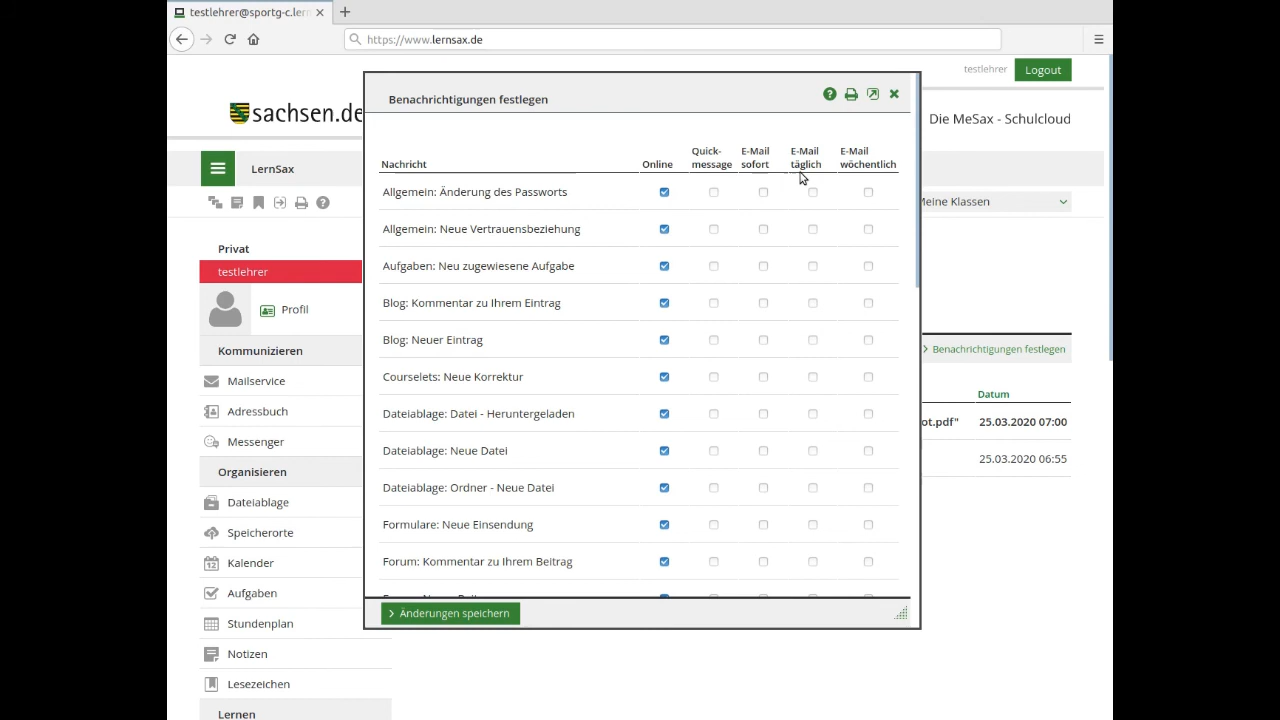 testlehrer@sportg-c.lern
https://www.lernsax.de
testlehrer
Logout
sachsen.de
Die MeSax - Schulcloud
LernSax
Meine Klassen
Privat
testlehrer
Profil
Kommunizieren
Mailservice
Adressbuch
Messenger
Organisieren
Dateiablage
Speicherorte
Kalender
Aufgaben
Stundenplan
Notizen
Lesezeichen
Lernen
Benachrichtigungen festlegen
Nachricht
Online
Quick-
message
E-Mail
sofort
E-Mail
täglich
E-Mail
wöchentlich
Allgemein: Änderung des Passworts
Allgemein: Neue Vertrauensbeziehung
Aufgaben: Neu zugewiesene Aufgabe
Blog: Kommentar zu Ihrem Eintrag
Blog: Neuer Eintrag
Courselets: Neue Korrektur
Dateiablage: Datei - Heruntergeladen
Dateiablage: Neue Datei
Dateiablage: Ordner - Neue Datei
Formulare: Neue Einsendung
Forum: Kommentar zu Ihrem Beitrag
Änderungen speichern
Benachrichtigungen festlegen
Datum
ot.pdf" 25.03.2020 07:00
25.03.2020 06:55